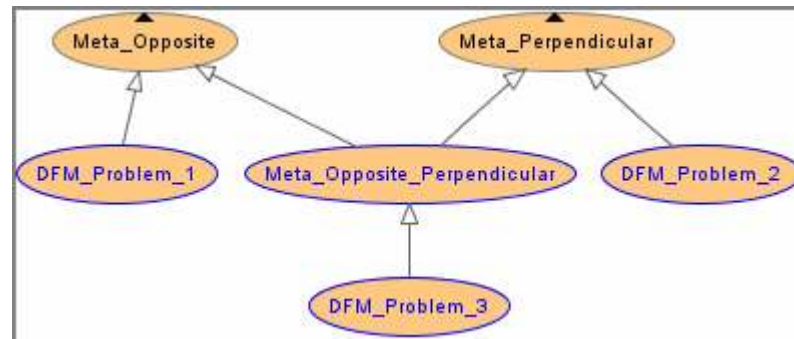 Meta_Opposite
Meta_Perpendicular
DFM_Problem_1
Meta_Opposite_Perpendicular
DFM_Problem_2
DFM_Problem_3